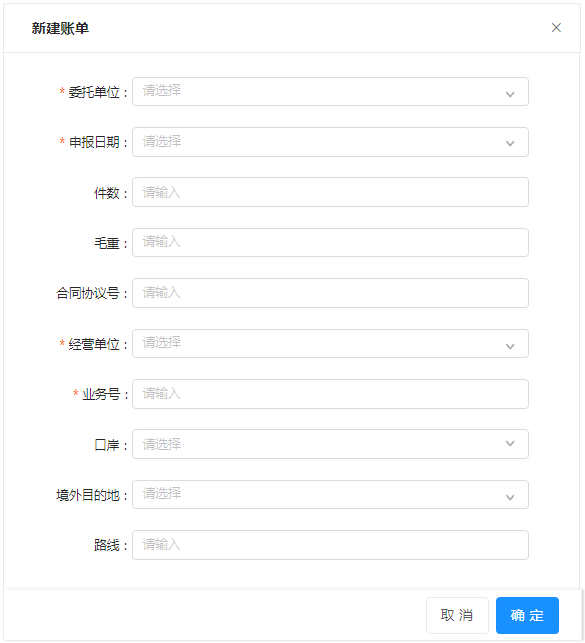 新建账单
* 委托单位: 请选择
* 申报日期: 请选择
件数: 请输入
毛重: 请输入
合同协议号: 请输入
* 经营单位: 请选择
* 业务号: 请输入
口岸: 请选择
境外目的地: 请选择
路线: 请输入
取 消 确 定